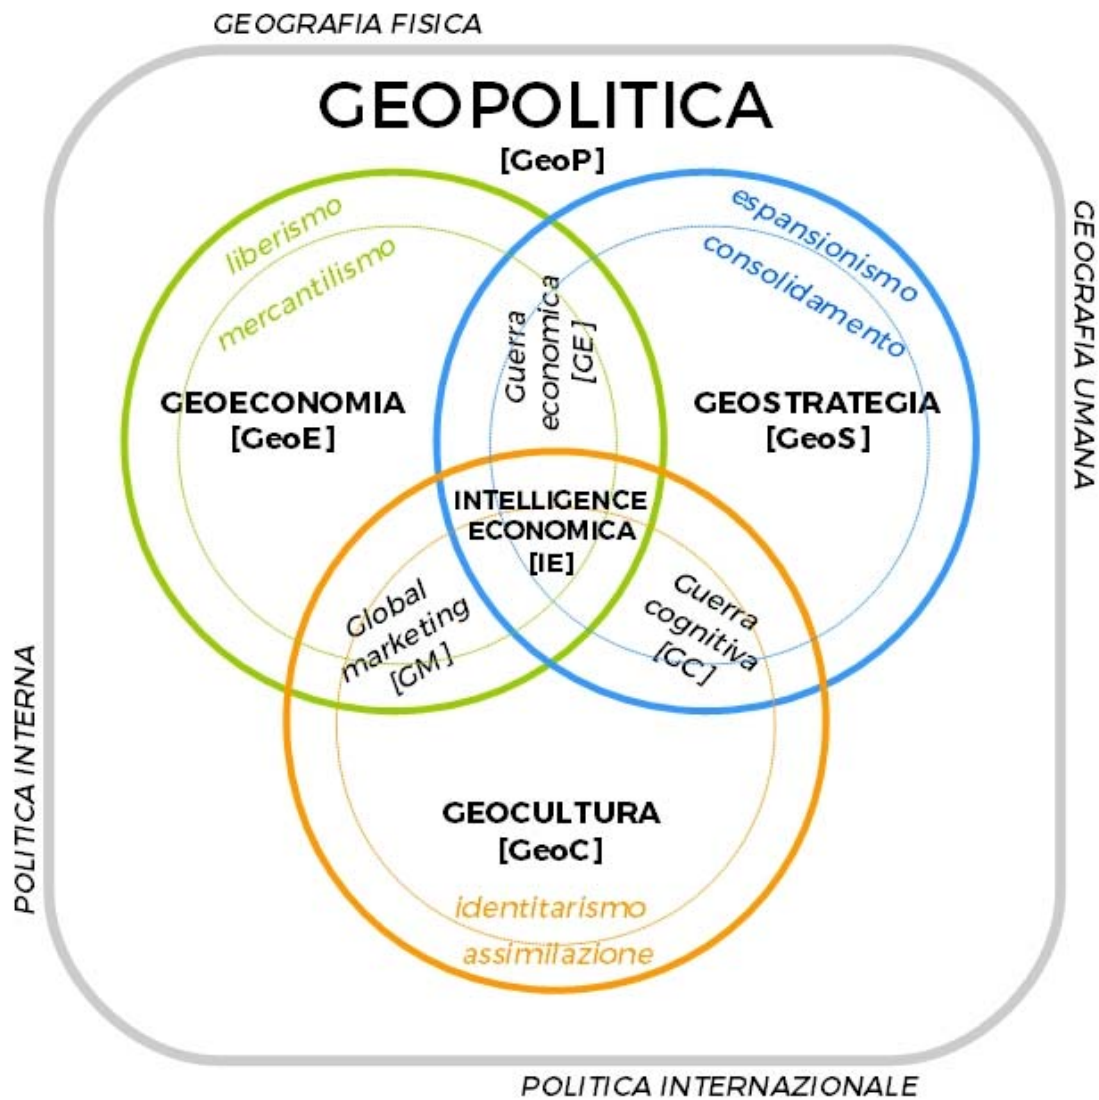 GEOGRAFIA FISICA
GEOPOLITICA
[GeoP]
liberismo
mercantilismo
espansionismo
consolidamento
Guerra
economica
[GE]
GEOECONOMIA
[GeoE]
GEOSTRATEGIA
[GeoS]
GEOGRAFIA UMANA
INTELLIGENCE
ECONOMICA
[IE]
Global
marketing
[GM]
Guerra
cognitiva
[GC]
POLITICA INTERNA
GEOCULTURA
[GeoC]
identitarismo
assimilazione
POLITICA INTERNAZIONALE